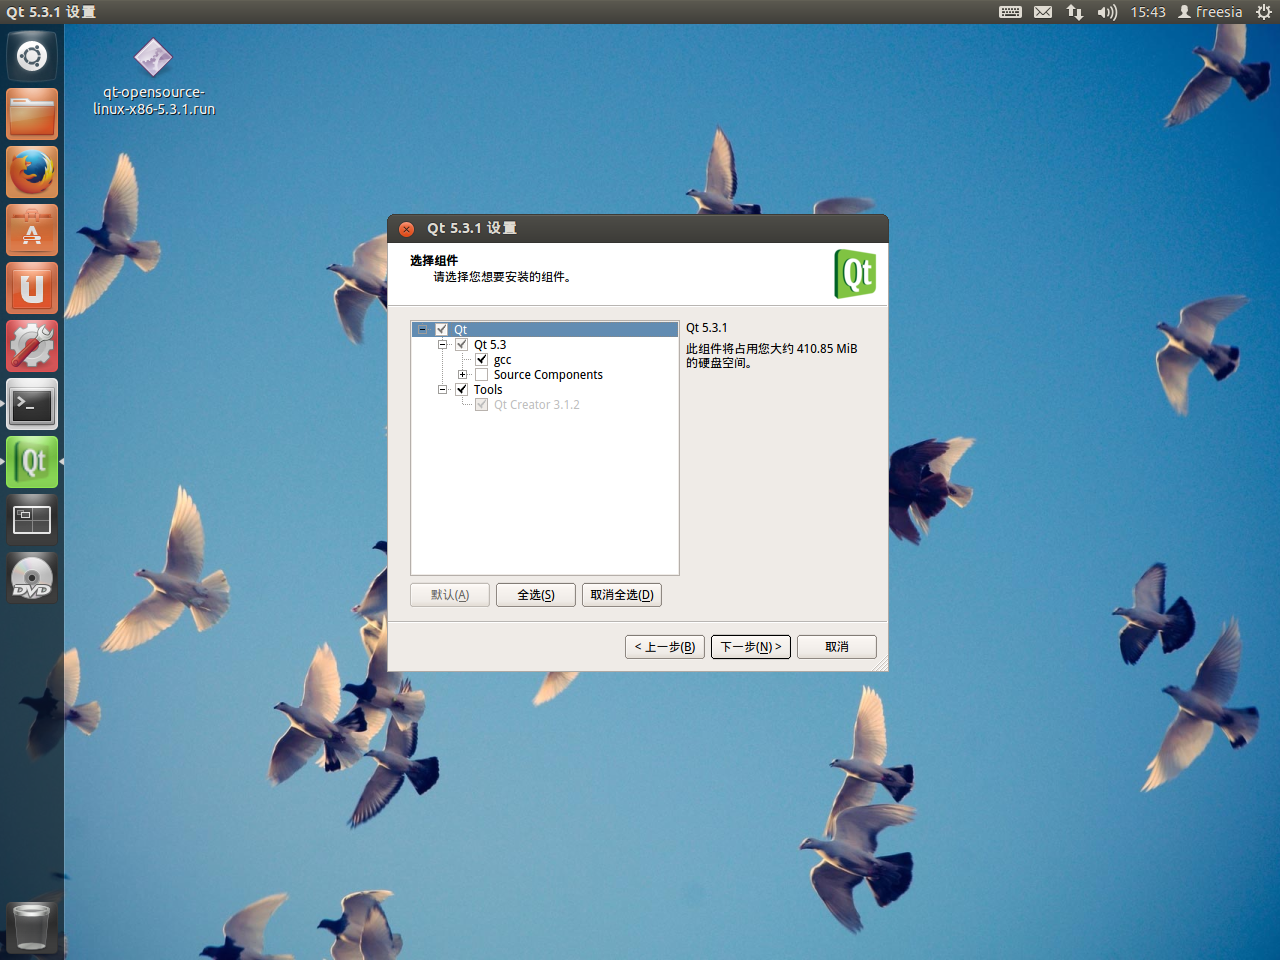 Qt 5.3.1 设置
15:43
freesia
qt-opensource-
linux-x86-5.3.1.run
Qt 5.3.1 设置
选择组件
请选择您想要安装的组件。
Qt
Qt
Qt 5.3
gcc
Source Components
Tools
Qt Creator 3.1.2
Qt 5.3.1
此组件将占用您大约 410.85 MiB
的硬盘空间。
默认(A)
全选(S)
取消全选(D)
< 上一步(B)
下一步(N) >
取消
A
U
>_
Qt
DVD